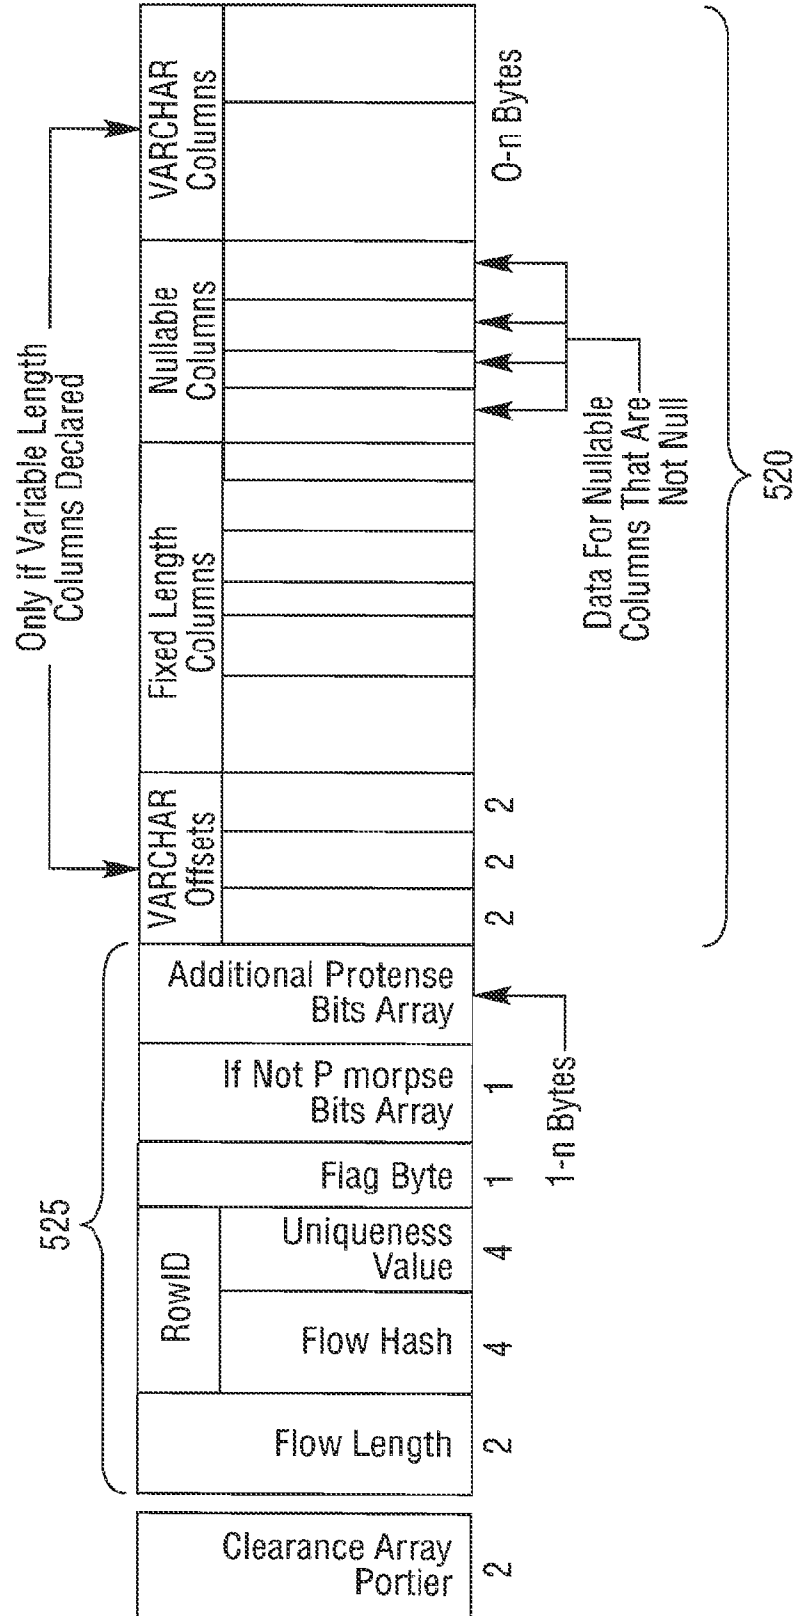 Only if Variable Length
Columns Declared
VARCHAR
Offsets
Fixed Length
Columns
Nullable
Columns
VARCHAR
Columns
2
2
2
O-n Bytes
Data For Nullable
Columns That Are
Not Null
520
525
Clearance Array
Portier
2
Flow Length
2
RowID
Flow Hash
4
Uniqueness
Value
4
Flag Byte
1
If Not P morpse
Bits Array
1
Additional Protense
Bits Array
1-n Bytes